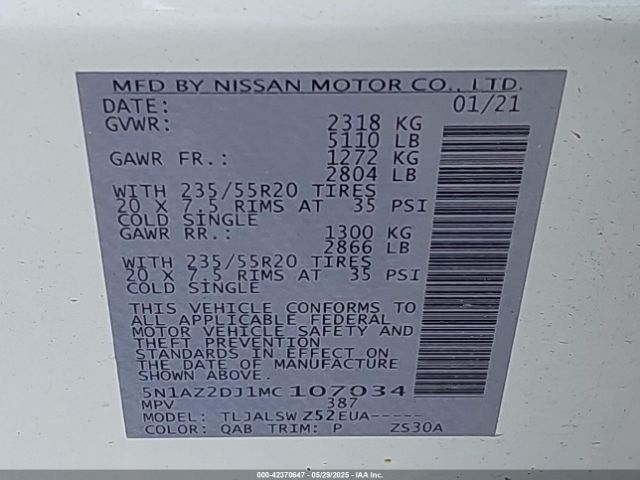 MFD BY NISSAN MOTOR CO., LTD.
DATE: 01/21
GVWR: 2318 KG
5110 LB
GAWR FR.: 1272 KG
2804 LB
WITH 235/55R20 TIRES
20 X 7.5 RIMS AT 35 PSI
COLD SINGLE
GAWR RR.: 1300 KG
2866 LB
WITH 235/55R20 TIRES
20 X 7.5 RIMS AT 35 PSI
COLD SINGLE
THIS VEHICLE CONFORMS TO
ALL APPLICABLE FEDERAL
MOTOR VEHICLE SAFETY AND
THEFT PREVENTION
STANDARDS IN EFFECT ON
THE DATE OF MANUFACTURE
SHOWN ABOVE.
5N1AZ2DJ1MC107034
MPV 387
MODEL: TLJALSWZ52EUA-----
COLOR: QAB TRIM: P ZS30A
000-42370647 - 05/29/2025 - IAA Inc.